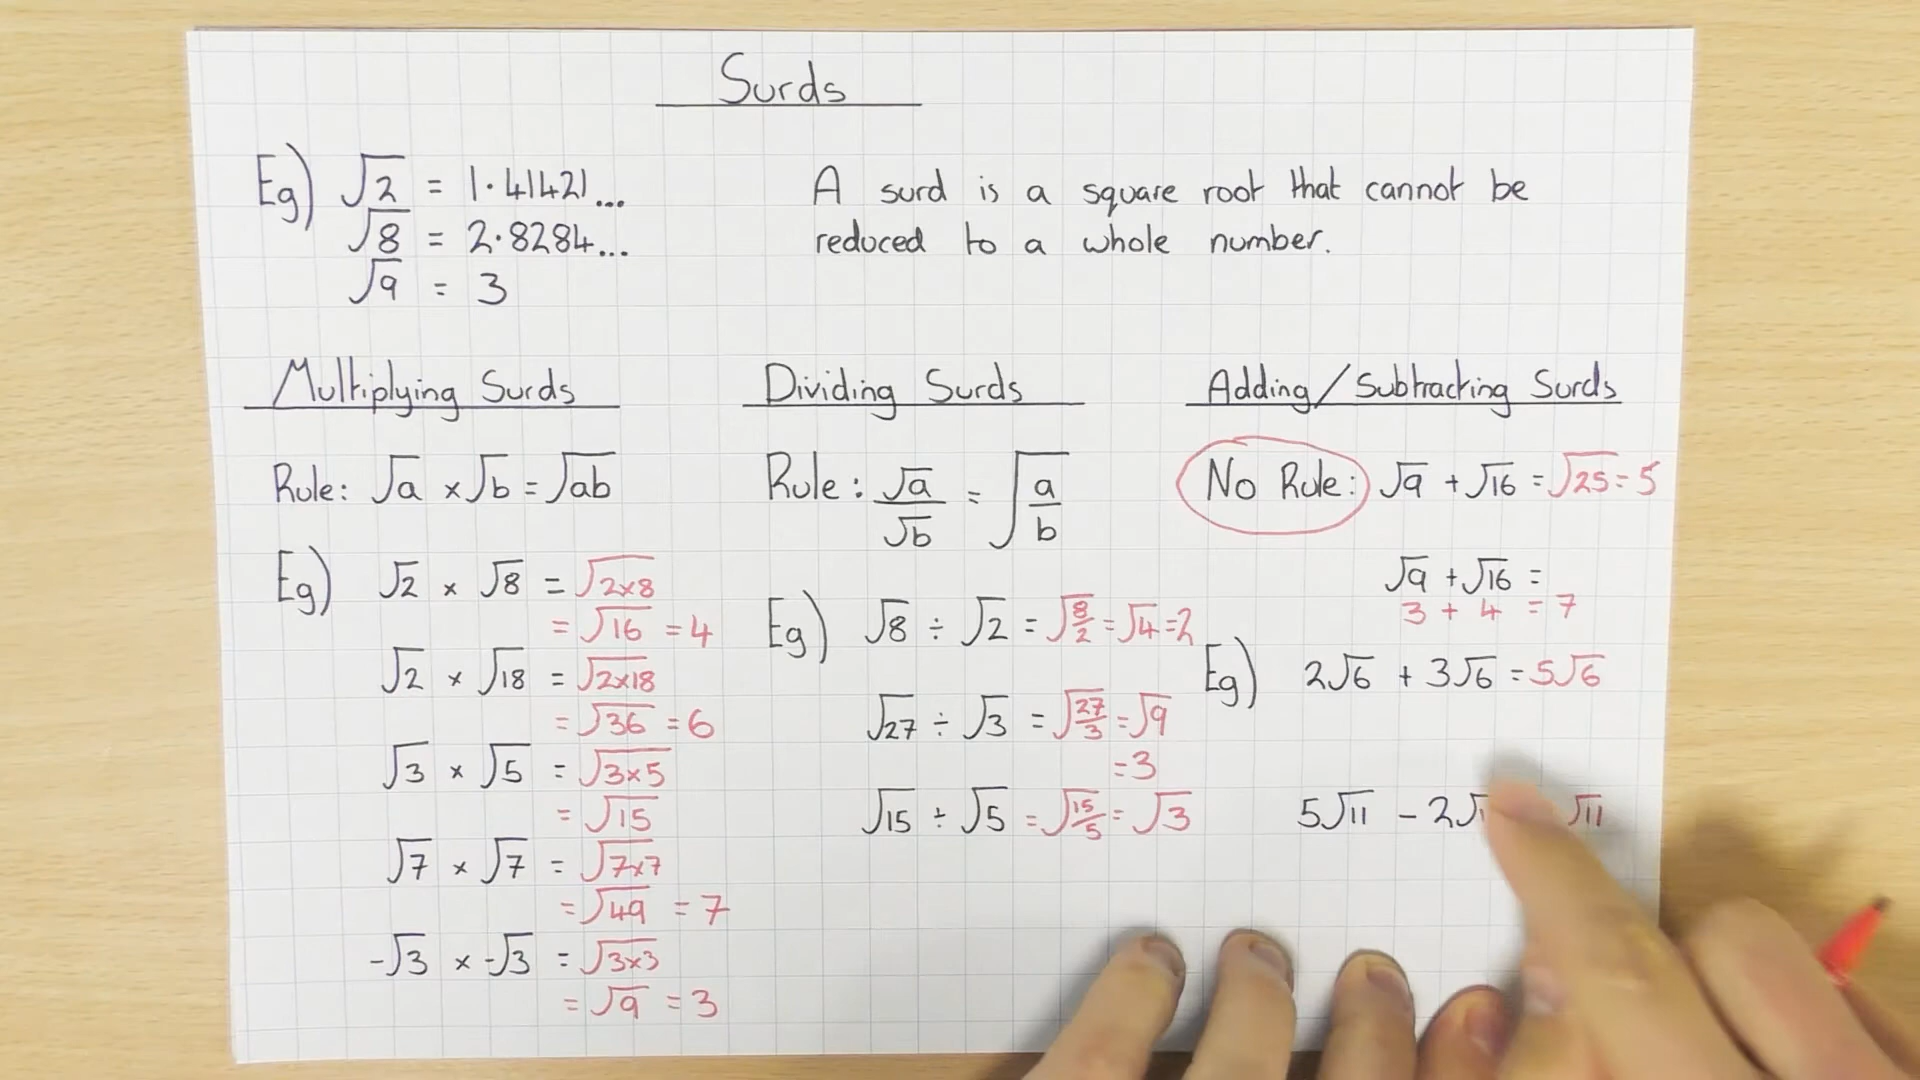 Surds
Eg) √2 = 1.41421...
√8 = 2.8284...
√9 = 3
A surd is a square root that cannot be
reduced to a whole number.
Multiplying Surds
Rule: √a × √b = √ab
Eg) √2 × √8 = √2×8
= √16 = 4
√2 × √18 = √2×18
= √36 = 6
√3 × √5 = √3×5
= √15
√7 × √7 = √7×7
= √49 = 7
-√3 × -√3 = √3×3
= √9 = 3
Dividing Surds
Rule: √a/√b = √a/b
Eg) √8 ÷ √2 = √8/2 = √4 = 2
√27 ÷ √3 = √27/3 = √9
= 3
√15 ÷ √5 = √15/5 = √3
Adding/Subtracting Surds
No Rule: √9 + √16 = √25 = 5
√9 + √16 =
3 + 4 = 7
Eg) 2√6 + 3√6 = 5√6
5√11 - 2√ √11